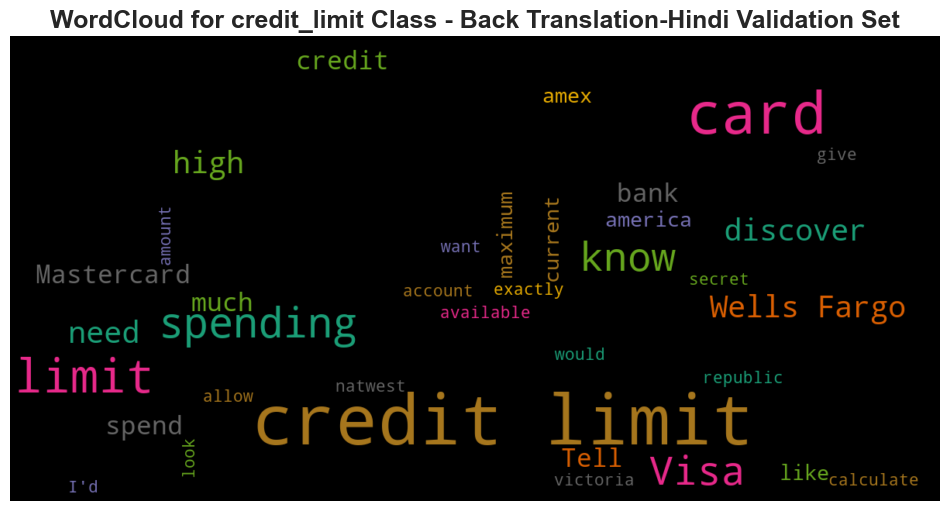 WordCloud for credit_limit Class - Back Translation-Hindi Validation Set
credit
amex
card
give
high
bank
amount
america
discover
maximum
current
want
know
Mastercard
secret
account
exactly
much
available
Wells Fargo
spending
need
would
limit
republic
natwest
allow
credit limit
spend
look
Tell
Visa
like
victoria
calculate
I'd